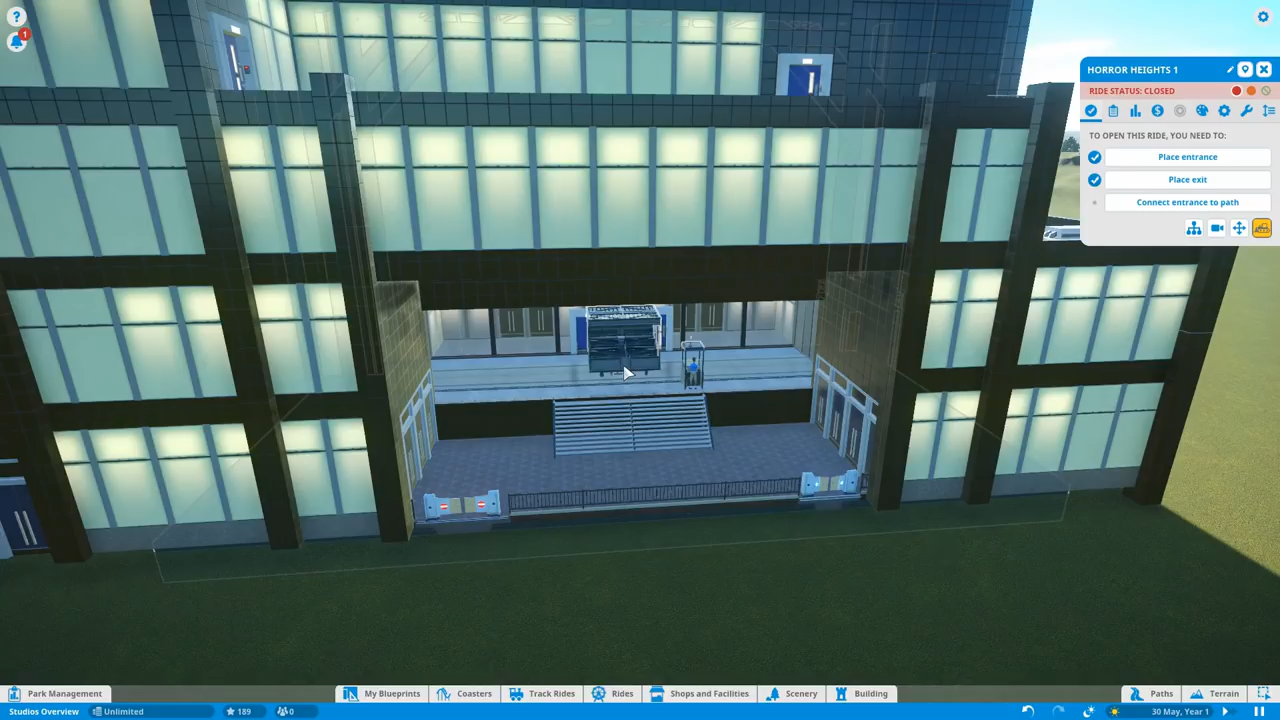 ?
1
HORROR HEIGHTS 1
RIDE STATUS: CLOSED
TO OPEN THIS RIDE, YOU NEED TO:
Place entrance
Place exit
Connect entrance to path
Park Management
My Blueprints
Coasters
Track Rides
Rides
Shops and Facilities
Scenery
Building
Paths
Terrain
Studios Overview
Unlimited
189
0
30 May, Year 1